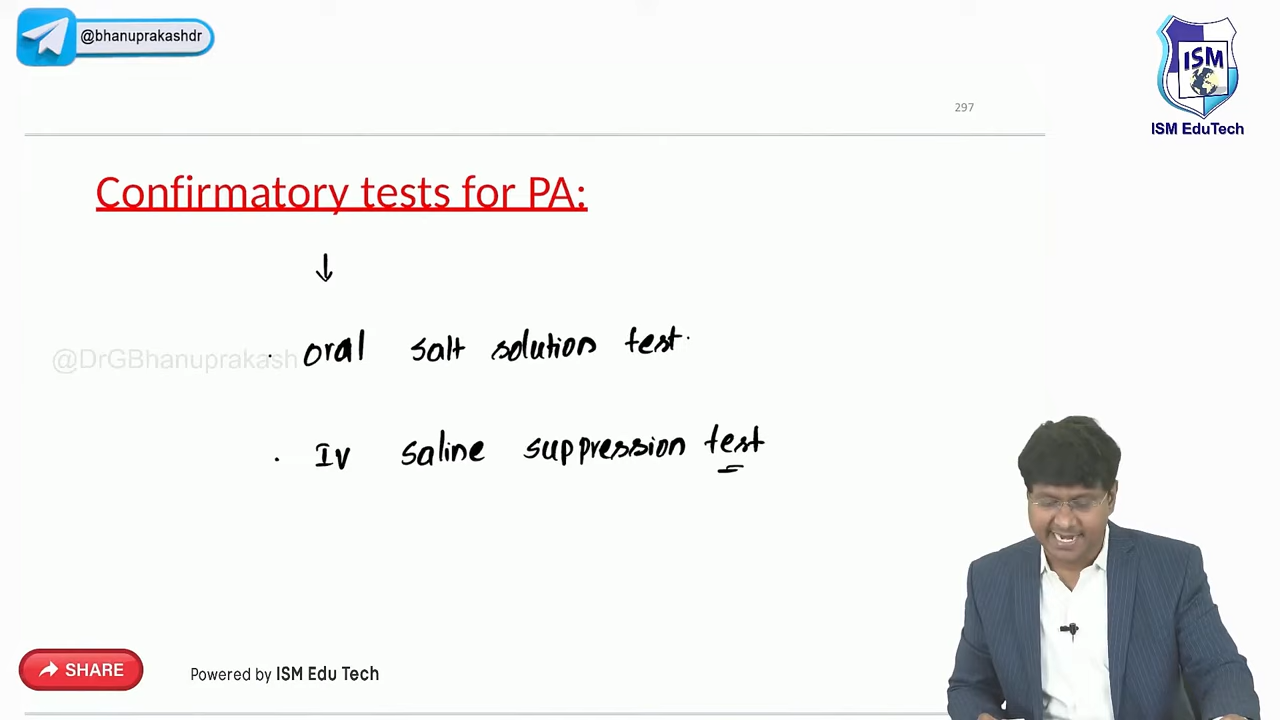 @bhanuprakashdr
ISM
ISM EduTech
297
Confirmatory tests for PA:
oral salt solution test.
@DrGBhanuprakash
. IV saline suppression test
SHARE
Powered by ISM Edu Tech